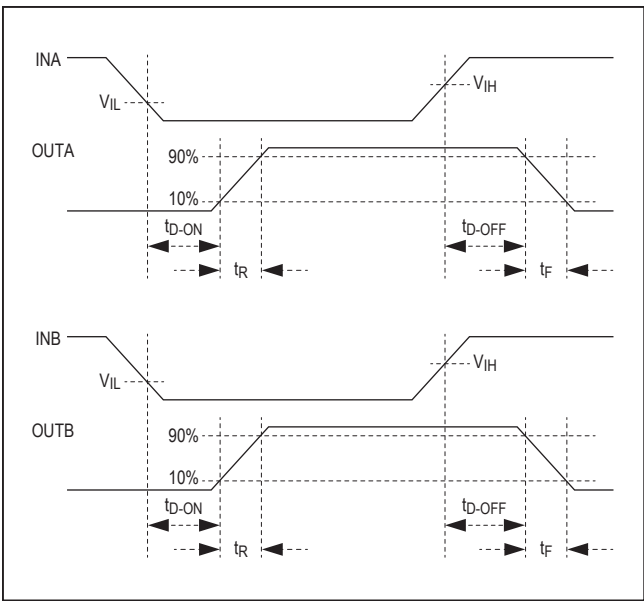 INA
VIL
VIH
OUTA
90%
10%
tD-ON
tD-OFF
tR
tF
INB
VIL
VIH
OUTB
90%
10%
tD-ON
tD-OFF
tR
tF